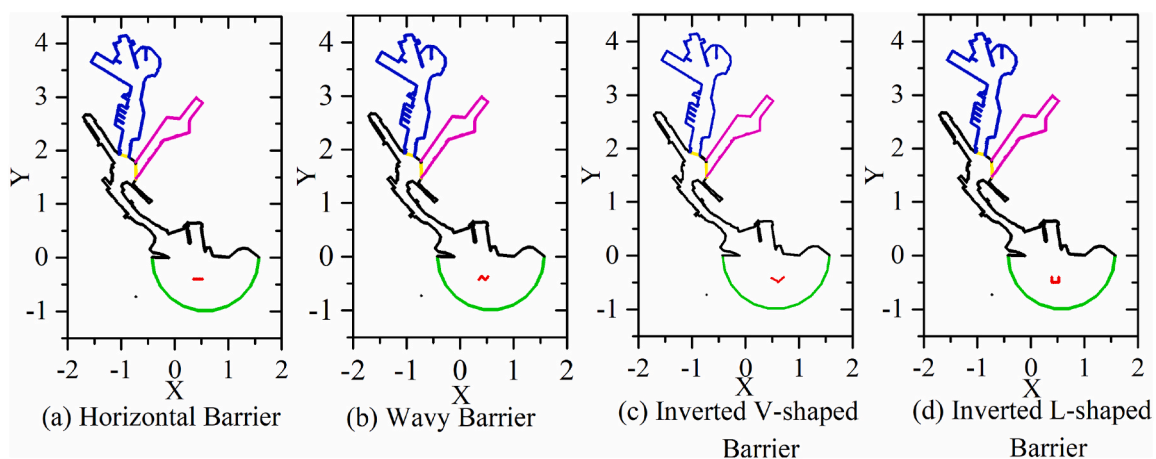 4 4 4 4
3 3 3 3
2 2 2 2
Y Y Y Y
1 1 1 1
0 0 0 0
-1 -1 -1 -1
-2 -1 0 1 2 -2 -1 0 1 2 -2 -1 0 1 2 -2 -1 0 1 2
X X X X
(a) Horizontal Barrier (b) Wavy Barrier (c) Inverted V-shaped (d) Inverted L-shaped
Barrier Barrier